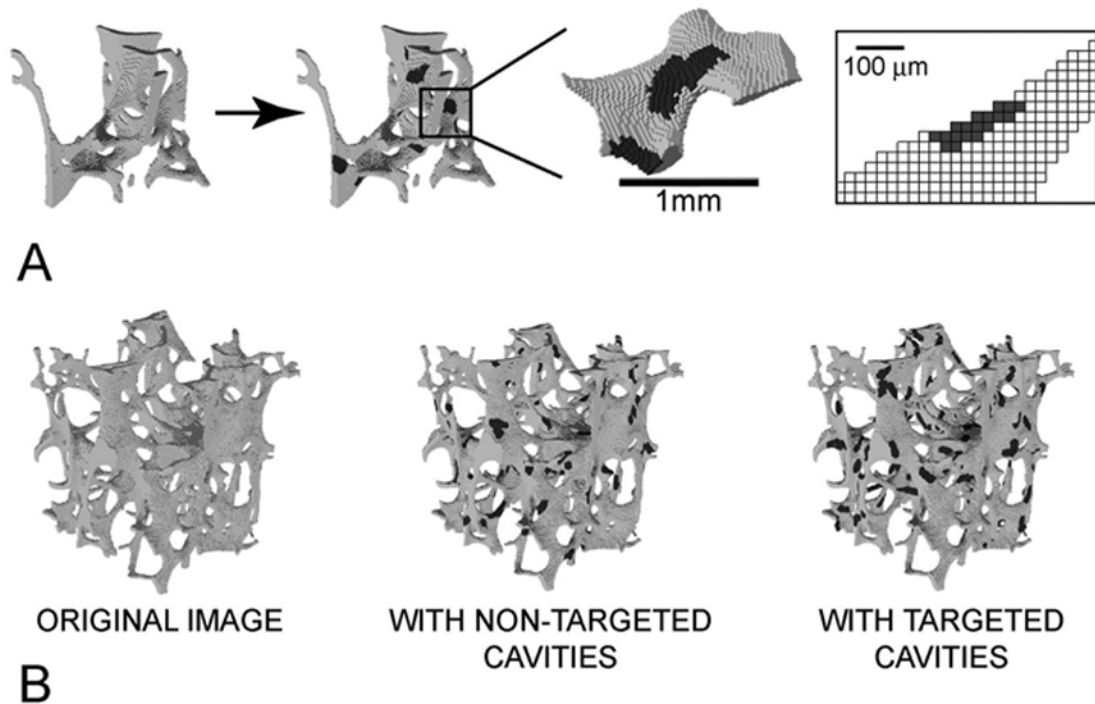 100 μm
1mm
A
ORIGINAL IMAGE
WITH NON-TARGETED
CAVITIES
WITH TARGETED
CAVITIES
B